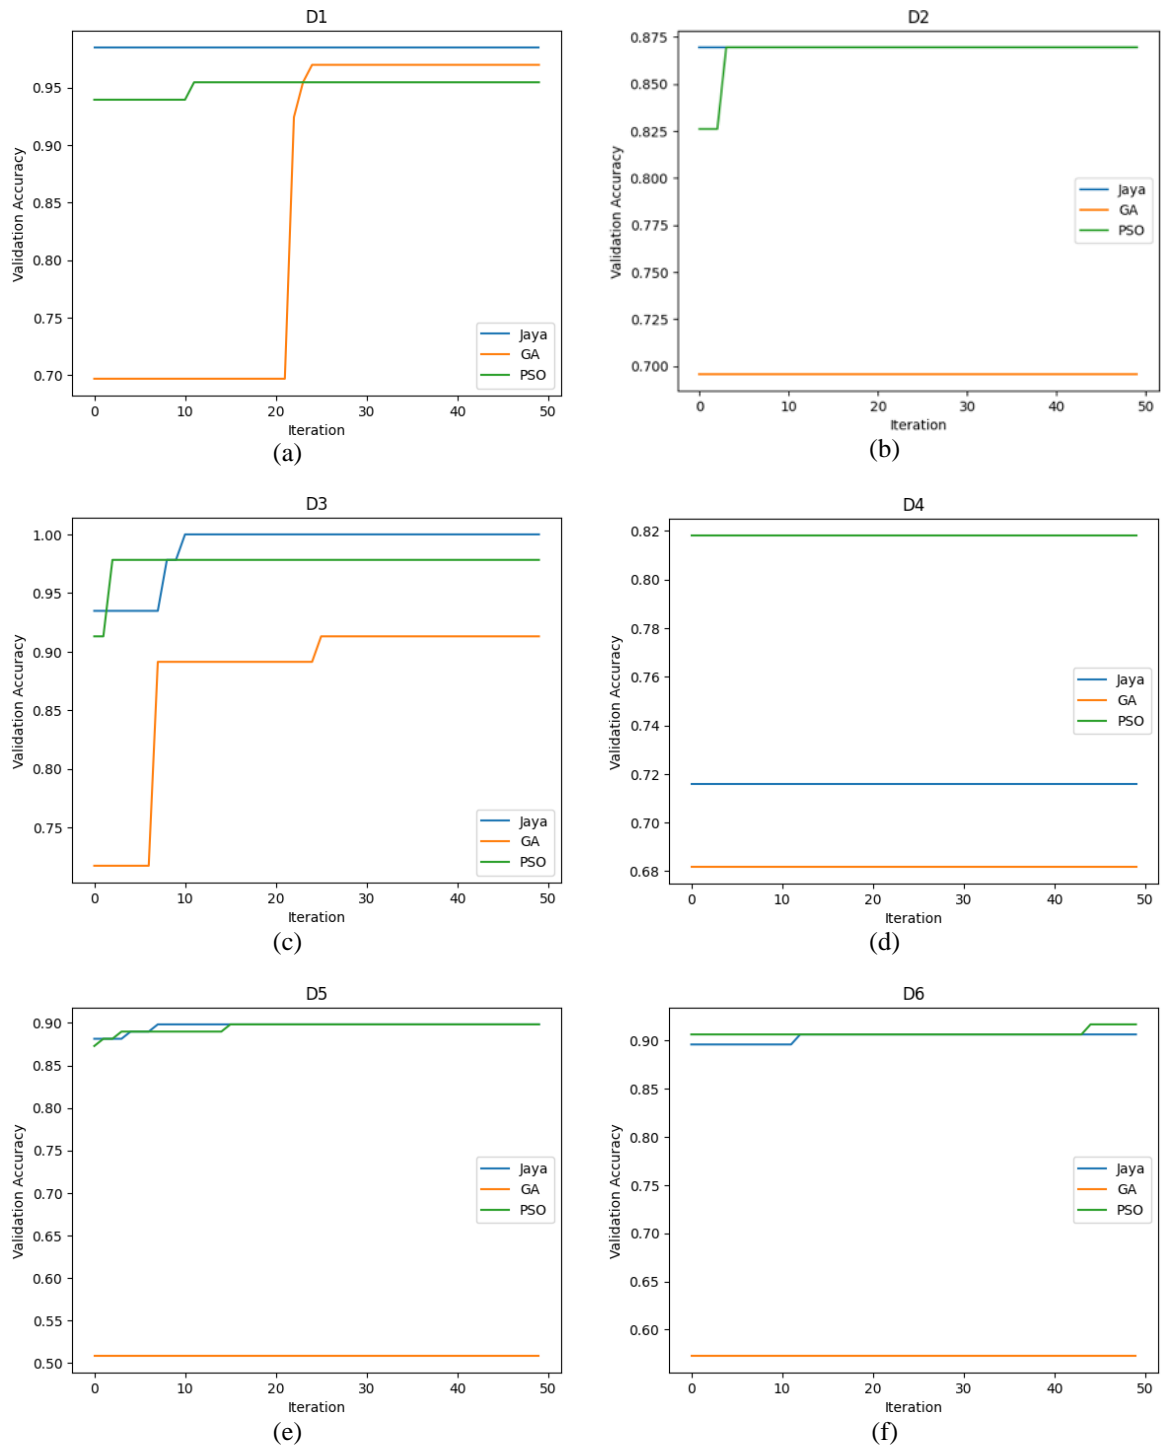 D1
Validation Accuracy
0.95
0.90
0.85
0.80
0.75
0.70
Jaya
GA
PSO
0 10 20 30 40 50
Iteration
(a)
D2
Validation Accuracy
0.875
0.850
0.825
0.800
0.775
0.750
0.725
0.700
Jaya
GA
PSO
0 10 20 30 40 50
Iteration
(b)
D3
Validation Accuracy
1.00
0.95
0.90
0.85
0.80
0.75
Jaya
GA
PSO
0 10 20 30 40 50
Iteration
(c)
D4
Validation Accuracy
0.82
0.80
0.78
0.76
0.74
0.72
0.70
0.68
Jaya
GA
PSO
0 10 20 30 40 50
Iteration
(d)
D5
Validation Accuracy
0.90
0.85
0.80
0.75
0.70
0.65
0.60
0.55
0.50
Jaya
GA
PSO
0 10 20 30 40 50
Iteration
(e)
D6
Validation Accuracy
0.90
0.85
0.80
0.75
0.70
0.65
0.60
Jaya
GA
PSO
0 10 20 30 40 50
Iteration
(f)